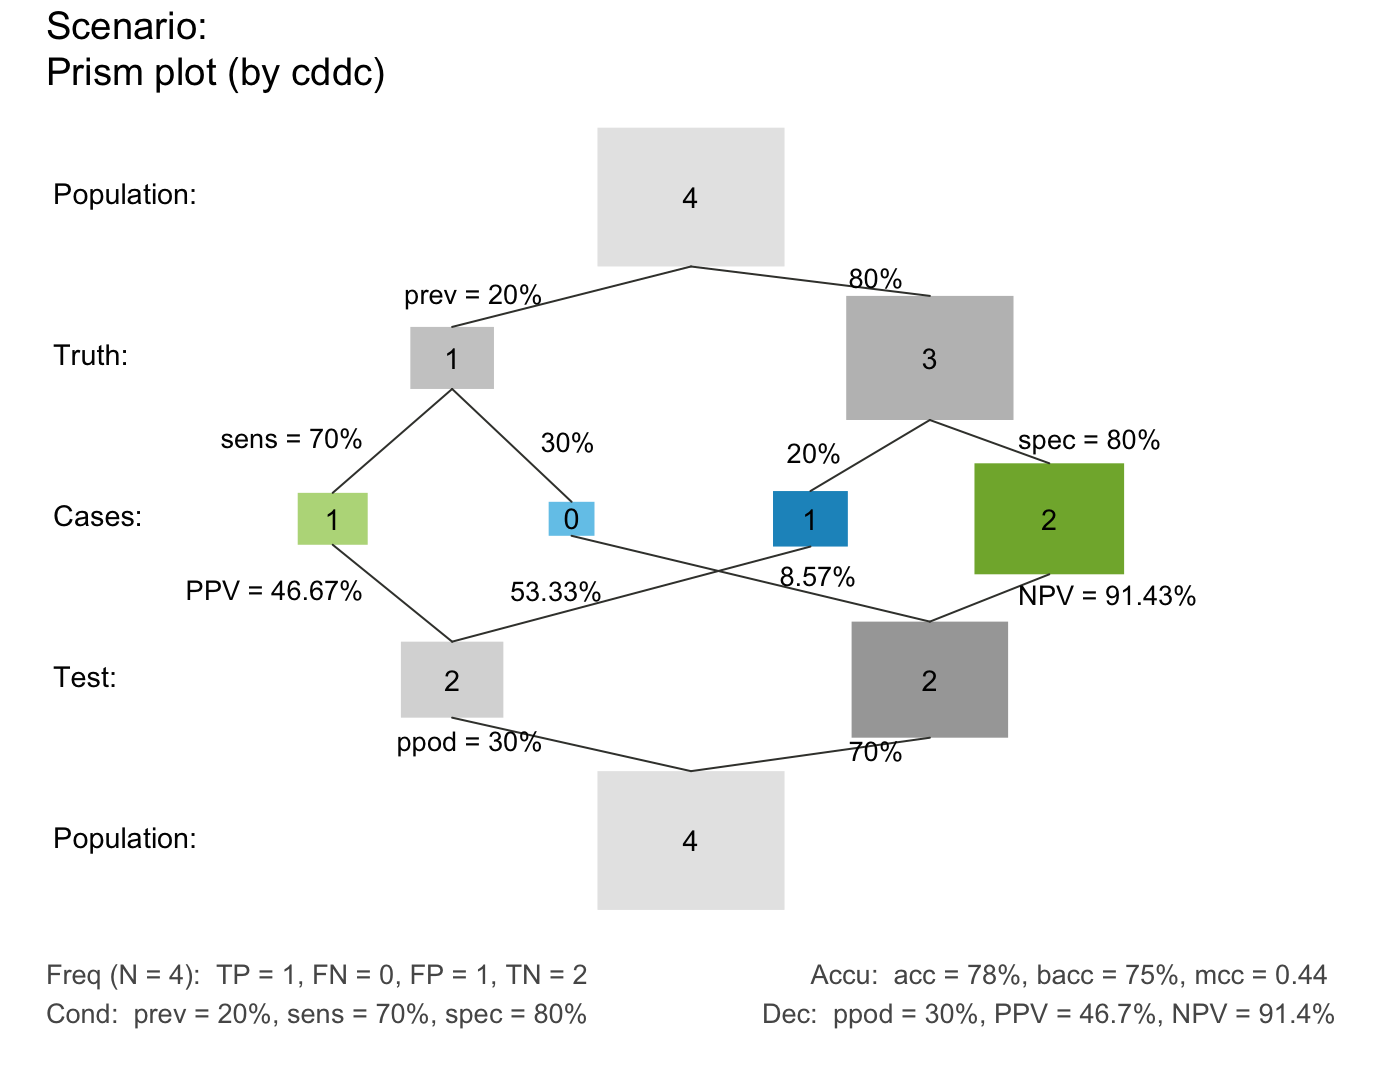 Scenario:
Prism plot (by cddc)
Population:
4
prev = 20%
80%
Truth:
1
3
sens = 70%
30%
20%
spec = 80%
Cases:
1
0
1
2
PPV = 46.67%
53.33%
8.57%
NPV = 91.43%
Test:
2
2
ppod = 30%
70%
Population:
4
Freq (N = 4):  TP = 1, FN = 0, FP = 1, TN = 2
Accu:  acc = 78%, bacc = 75%, mcc = 0.44
Cond:  prev = 20%, sens = 70%, spec = 80%
Dec:  ppod = 30%, PPV = 46.7%, NPV = 91.4%